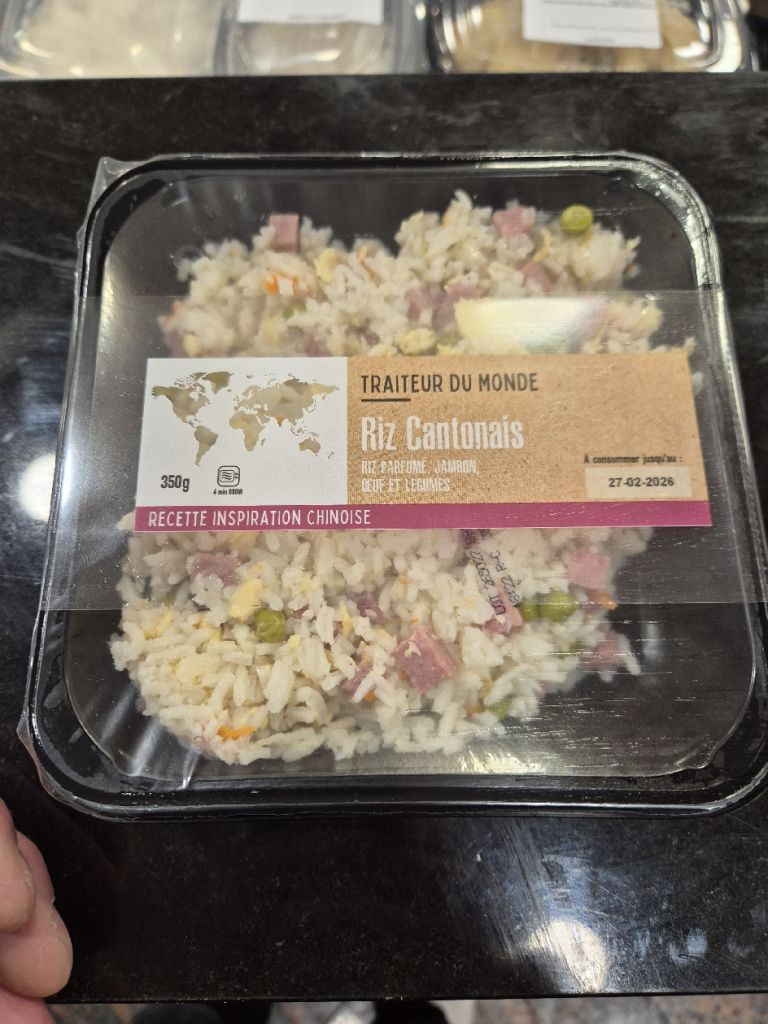 TRAITEUR DU MONDE
Riz Cantonais
RIZ PARFUMÉ, JAMBON,
ŒUF ET LÉGUMES
À consommer jusqu'au :
27-02-2026
350g
4 min 800W
RECETTE INSPIRATION CHINOISE